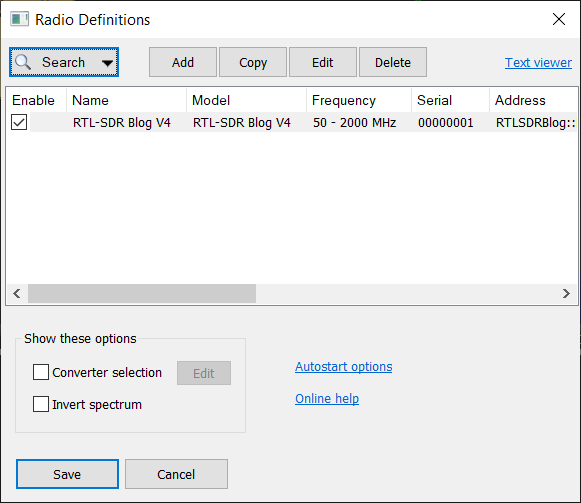 Radio Definitions
Search Add Copy Edit Delete Text viewer
Enable Name Model Frequency Serial Address
RTL-SDR Blog V4 RTL-SDR Blog V4 50 - 2000 MHz 00000001 RTLSDRBlog::
Show these options
Converter selection Edit
Autostart options
Invert spectrum
Online help
Save Cancel